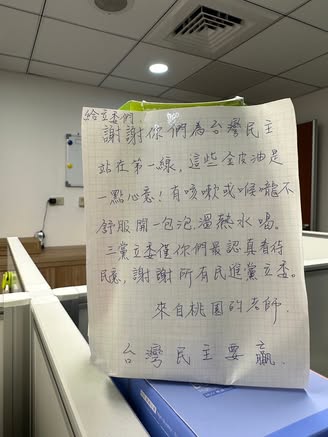 給立委們
謝謝你們為台灣民主
站在第一線，這些金皮油是
一點心意！有咳嗽或喉嚨不
舒服開一包泡溫熱水喝。
三黨立委僅你們最認真看待
民意，謝謝所有民進黨立委。
來自桃園的老師.
台灣民主要贏.